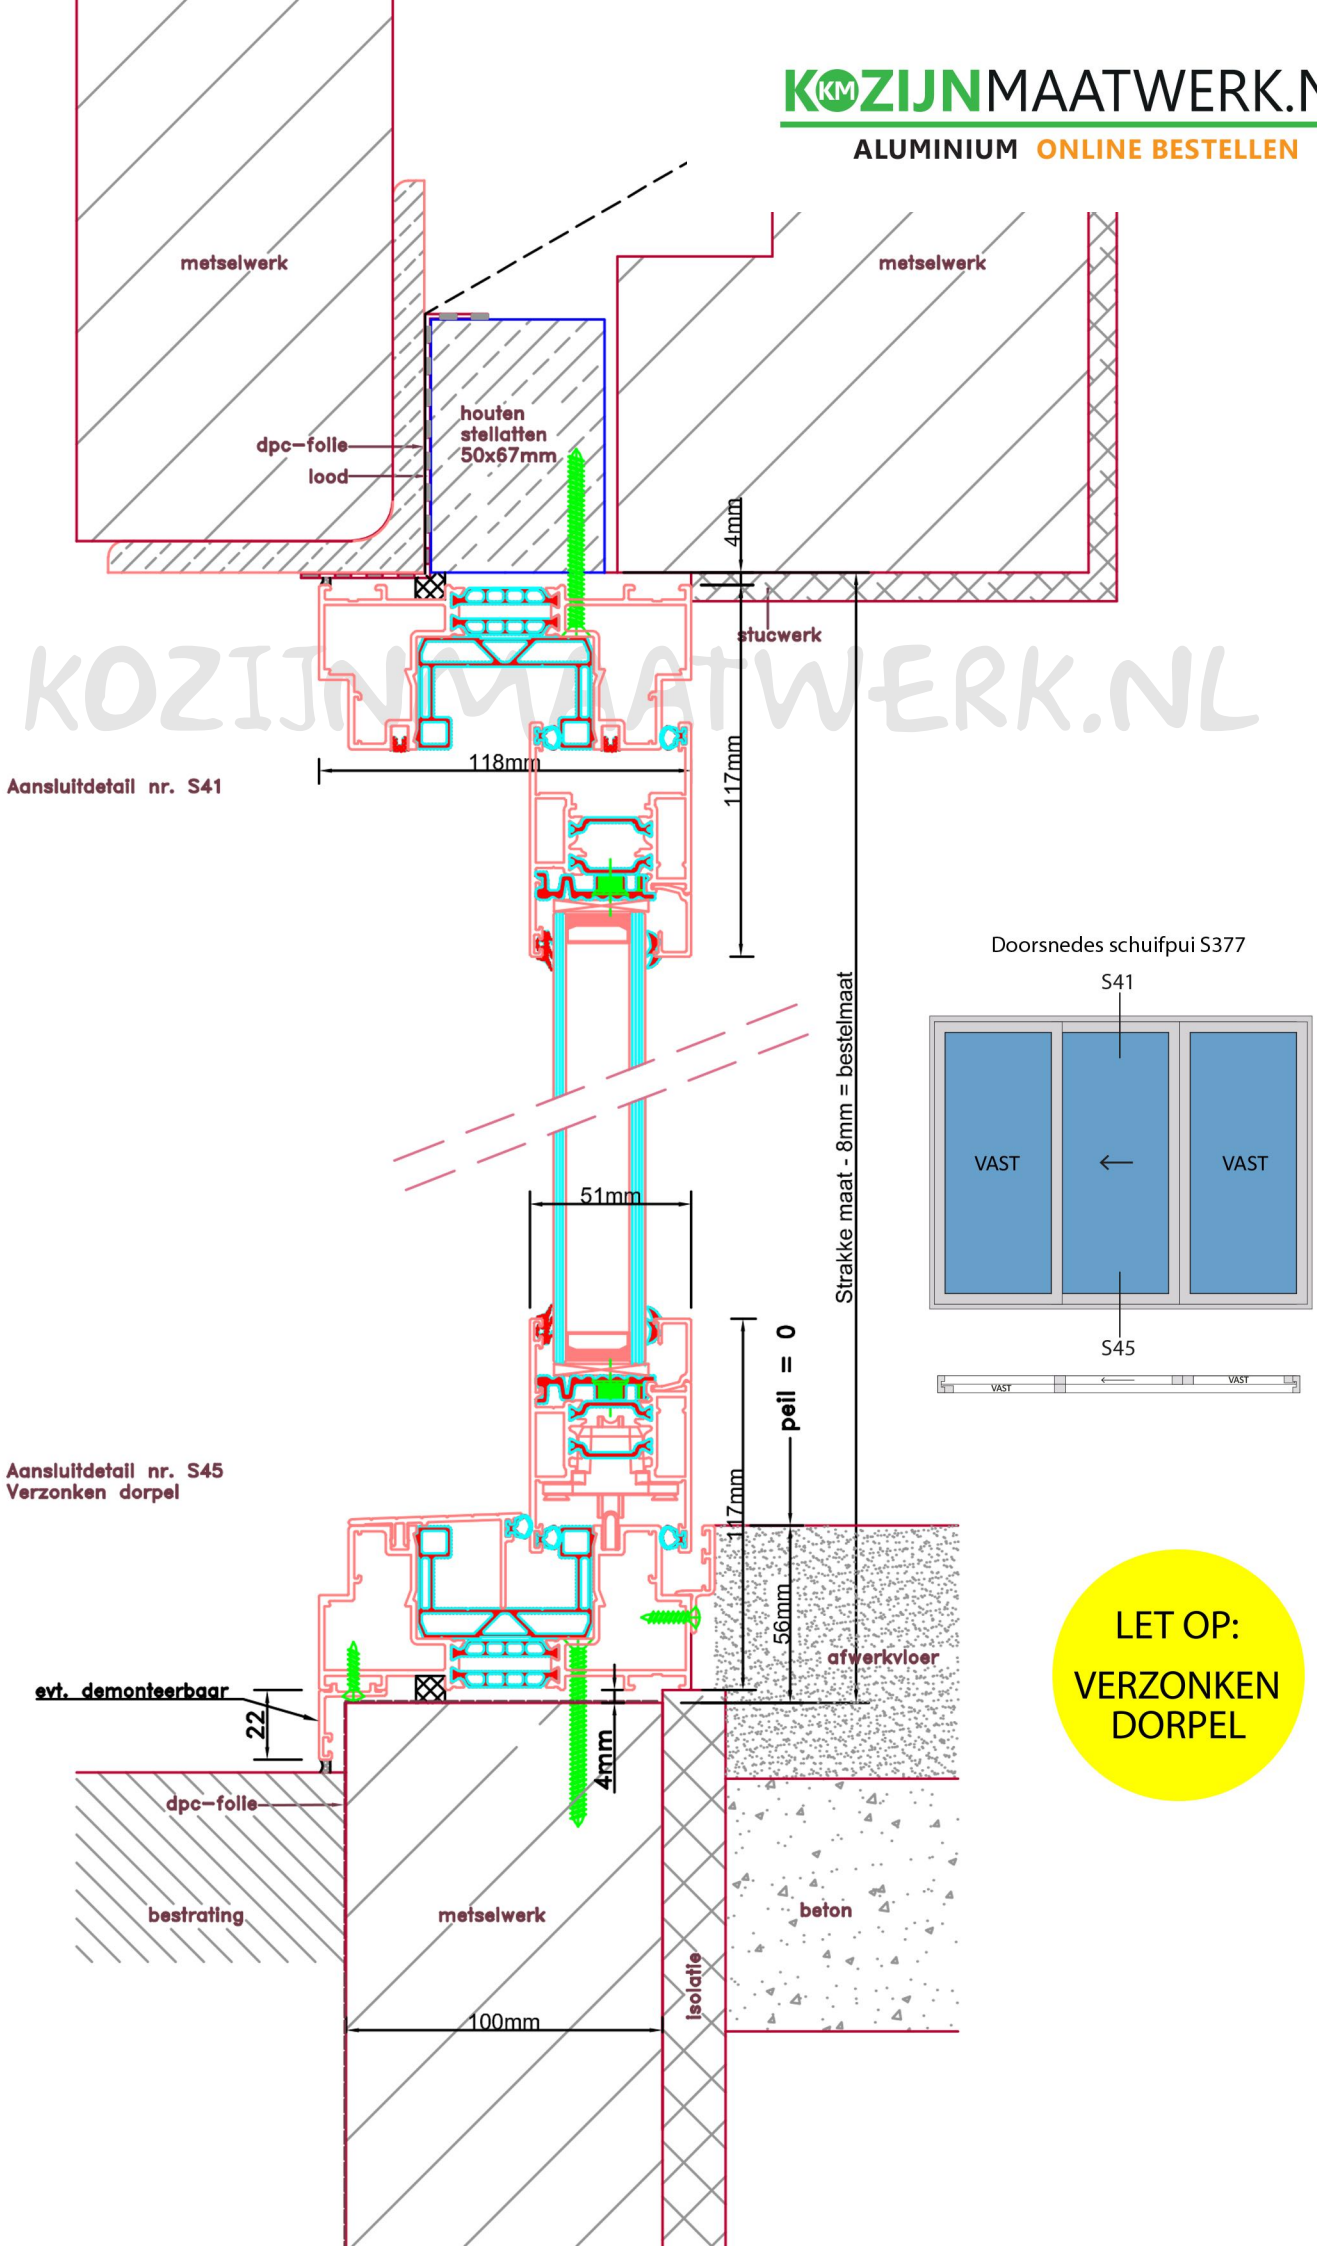 KOZIJNMAATWERK.N
KM
ALUMINIUM ONLINE BESTELLEN
metselwerk
metselwerk
houten
stellatten
50x67mm
dpc-folie
lood
4mm
stucwerk
KOZIJNMAATWERK.NL
118mm
117mm
Aansluitdetail nr. S41
Doorsnedes schuifpui S377
S41
VAST
VAST
S45
VAST
VAST
Strakke maat - 8mm = bestelmaat
51mm
peil = 0
Aansluitdetail nr. S45
Verzonken dorpel
117mm
56mm
afwerkvloer
LET OP:
VERZONKEN
DORPEL
evt. demonteerbaar
22
4mm
dpc-folie
bestrating
metselwerk
beton
isolatie
100mm